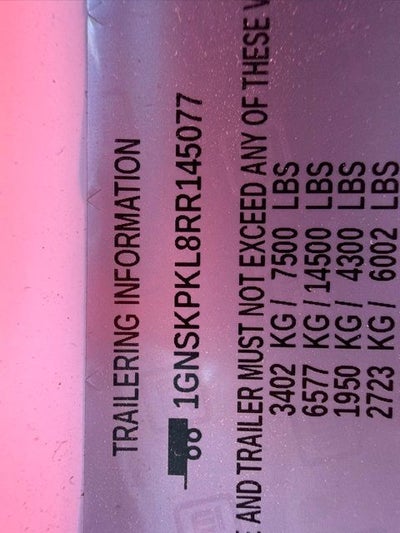 TRAILERING INFORMATION
1GNSKPKL8RR145077
AND TRAILER MUST NOT EXCEED ANY OF THESE
3402 KG / 7500 LBS
6577 KG / 14500 LBS
1950 KG / 4300 LBS
2723 KG / 6002 LBS